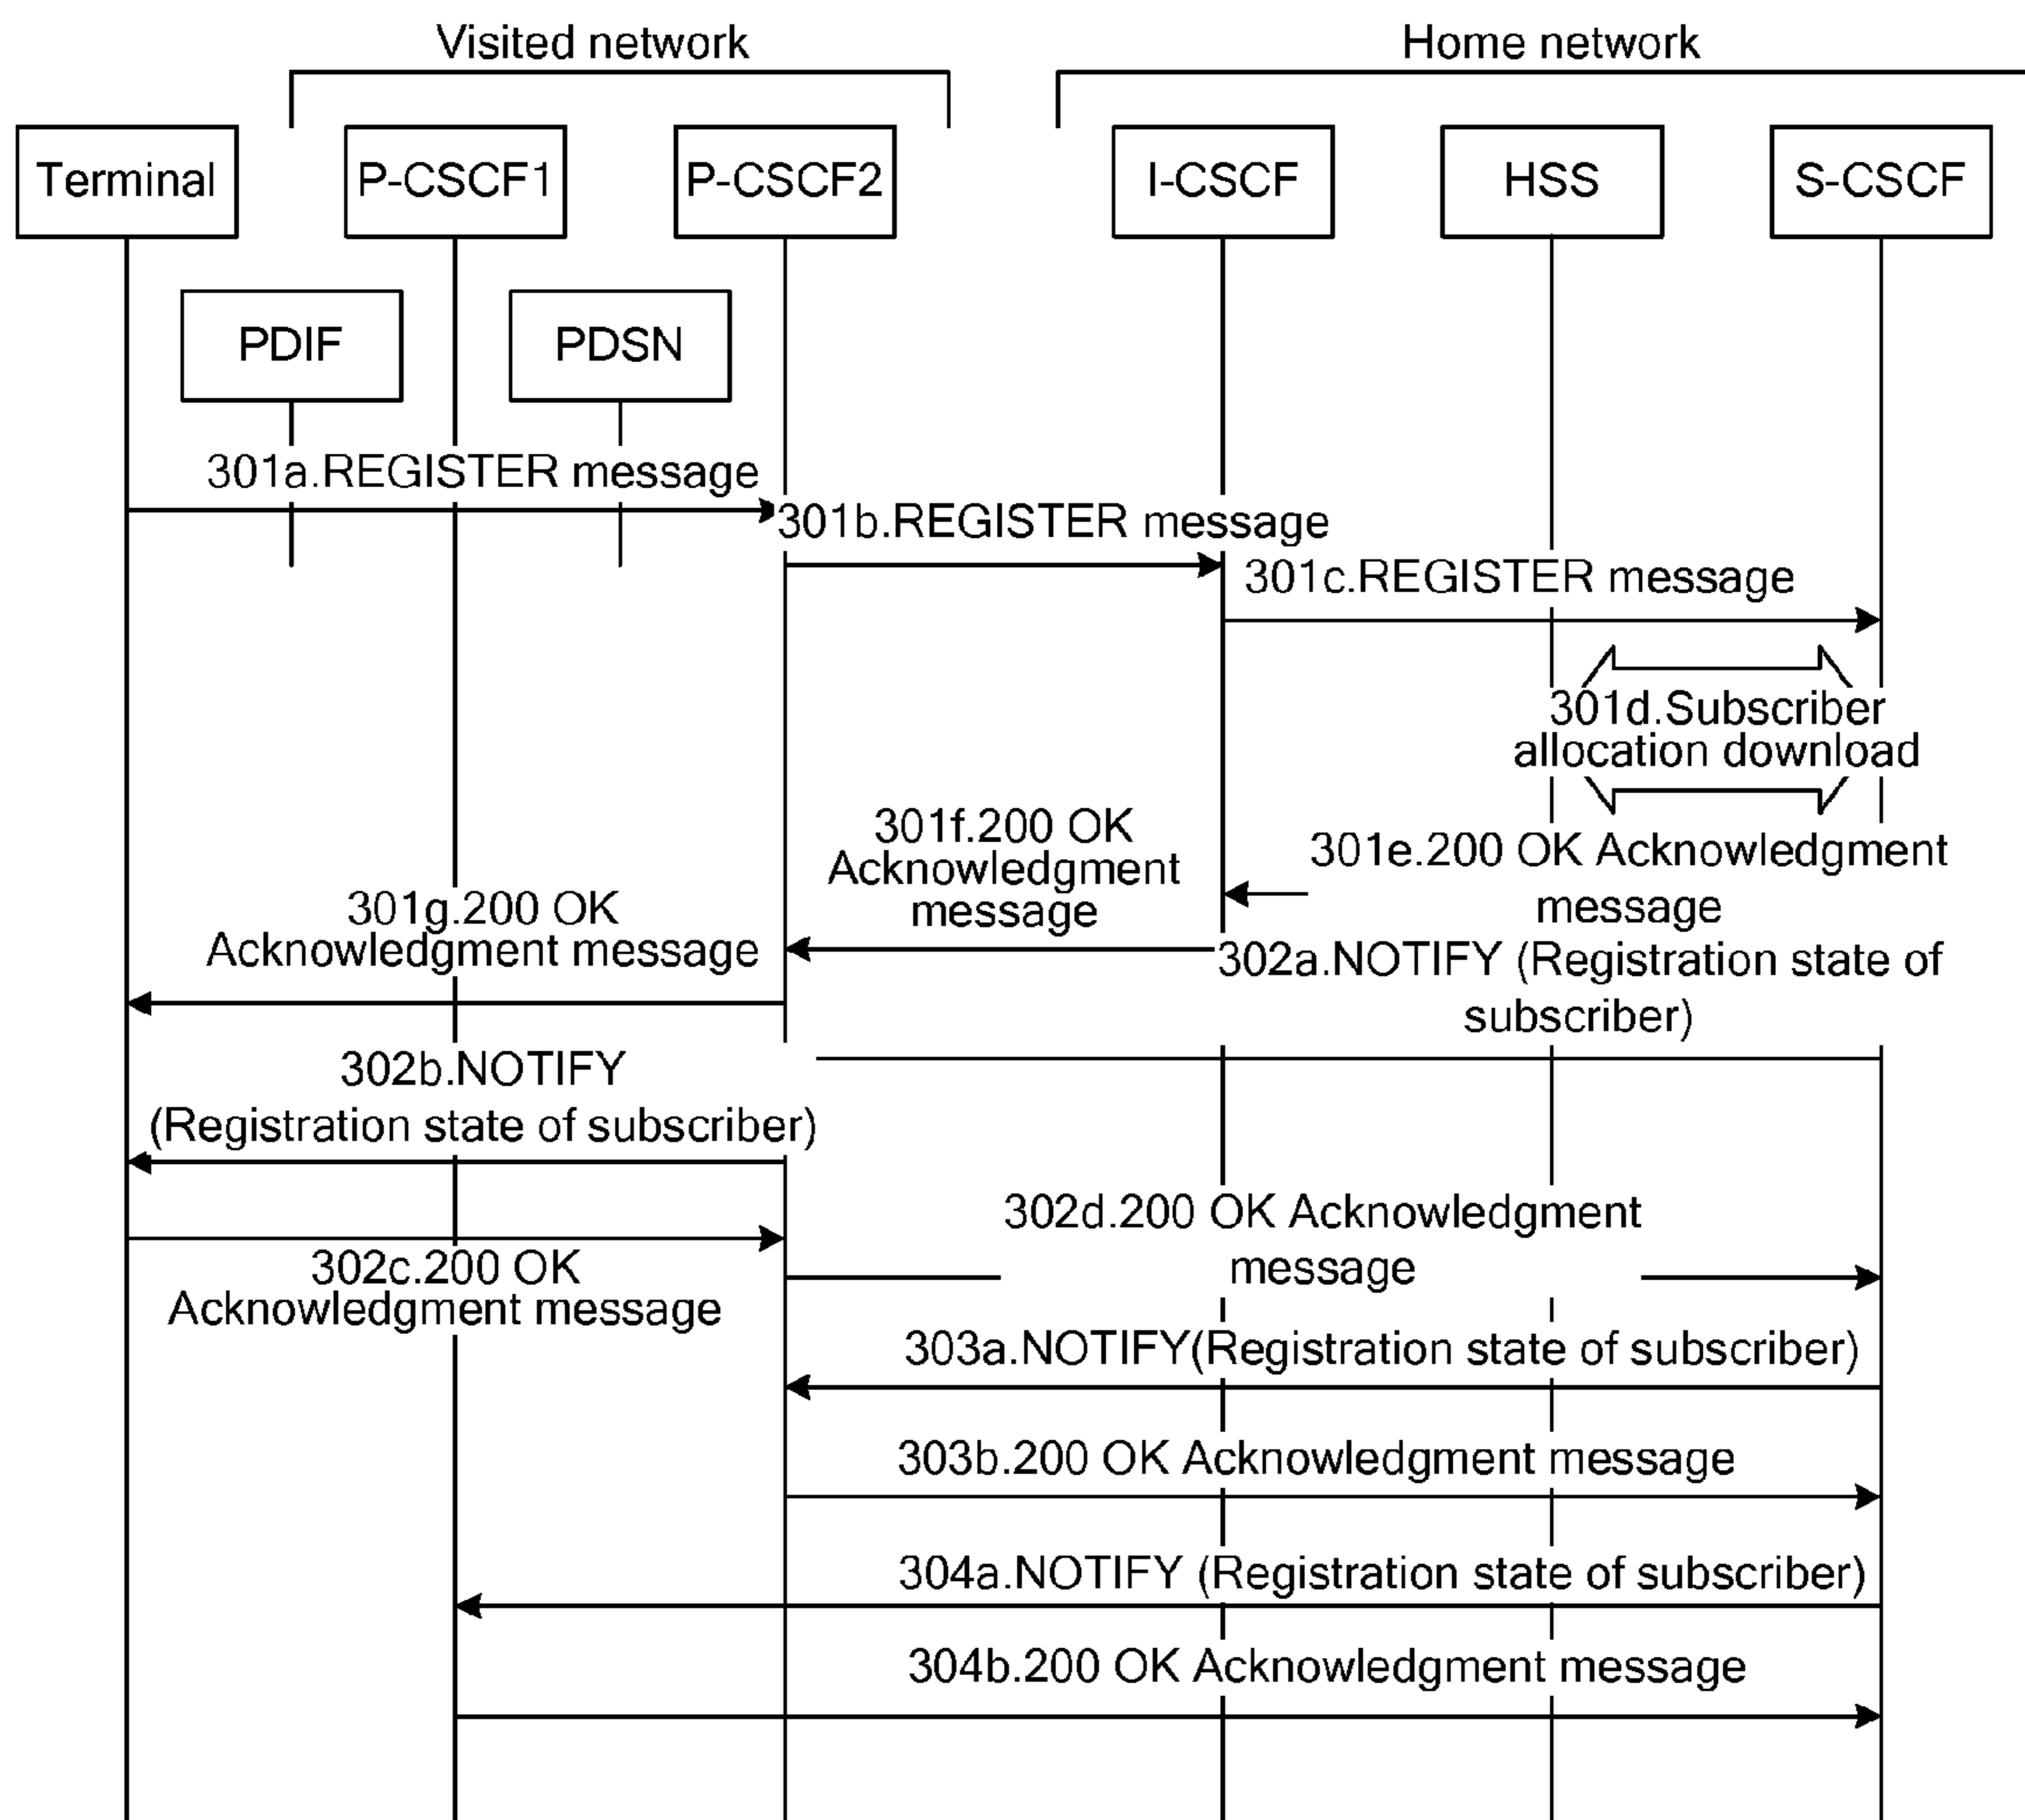 Visited network
Home network
Terminal
P-CSCF1
P-CSCF2
I-CSCF
HSS
S-CSCF
PDIF
PDSN
301a.REGISTER message
301b.REGISTER message
301c.REGISTER message
301d.Subscriber
allocation download
301e.200 OK Acknowledgment
message
301f.200 OK
Acknowledgment
message
301g.200 OK
Acknowledgment message
302a.NOTIFY (Registration state of
subscriber)
302b.NOTIFY
(Registration state of subscriber)
302c.200 OK
Acknowledgment message
302d.200 OK Acknowledgment
message
303a.NOTIFY(Registration state of subscriber)
303b.200 OK Acknowledgment message
304a.NOTIFY (Registration state of subscriber)
304b.200 OK Acknowledgment message